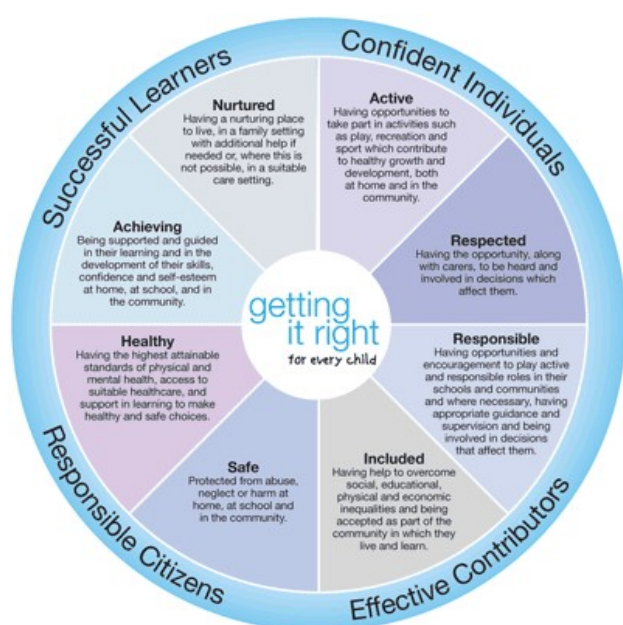 Successful Learners
Confident Individuals
Nurtured
Having a nurturing place
to live, in a family setting
with additional help if
needed or, where this is
not possible, in a suitable
care setting.
Active
Having opportunities to
take part in activities such
as play, recreation and
sport which contribute
to healthy growth and
development, both
at home and in the
community.
Achieving
Being supported and guided
in their learning and in the
development of their skills,
confidence and self-esteem
at home, at school, and in
the community.
Respected
Having the opportunity, along
with carers, to be heard and
involved in decisions which
affect them.
getting
it right
for every child
Healthy
Having the highest attainable
standards of physical and
mental health, access to
suitable healthcare, and
support in learning to make
healthy and safe choices.
Responsible
Having opportunities and
encouragement to play active
and responsible roles in their
schools and communities
and where necessary, having
appropriate guidance and
supervision and being
involved in decisions
that affect them.
Safe
Protected from abuse,
neglect or harm at
home, at school and
in the community.
Included
Having help to overcome
social, educational,
physical and economic
inequalities and being
accepted as part of the
community in which they
live and learn.
Responsible Citizens
Effective Contributors